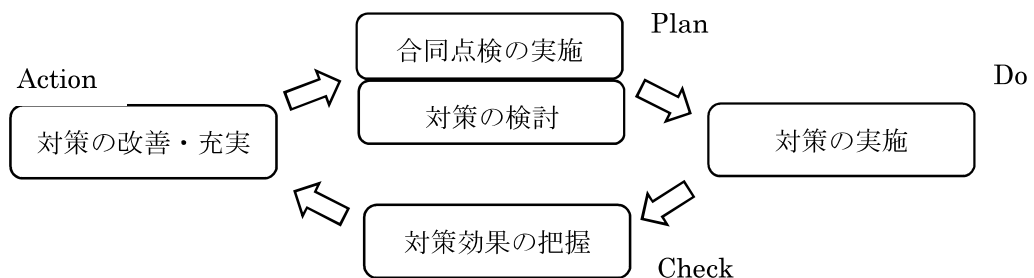 Plan
合同点検の実施
対策の検討
Do
対策の実施
Check
対策効果の把握
Action
対策の改善・充実